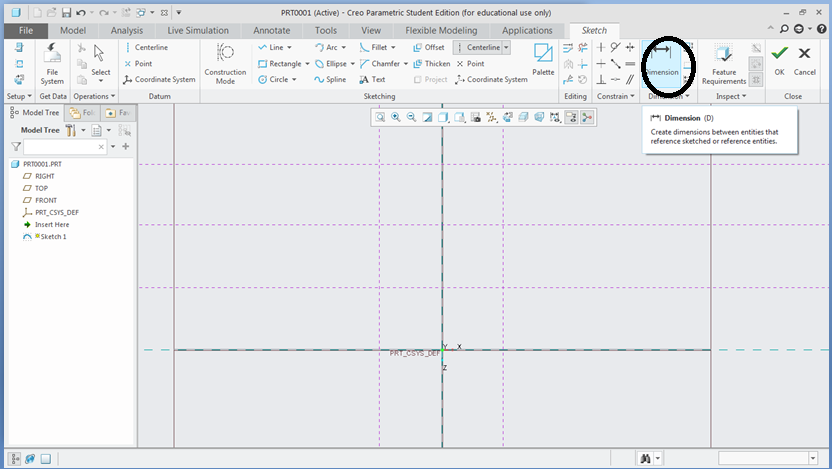 PRT0001 (Active) - Creo Parametric Student Edition (for educational use only)
File Model Analysis Live Simulation Annotate Tools View Flexible Modeling Applications Sketch
File System
Select
Centerline
Point
Coordinate System
Construction Mode
Line
Rectangle
Circle
Arc
Ellipse
Spline
Fillet
Chamfer
Text
Offset
Thicken
Project
Centerline
Point
Coordinate System
Palette
Dimension
Feature Requirements
OK
Cancel
Setup Get Data Operations Datum Sketching Editing Constrain Dimension Inspect Close
Model Tree Fol Fav
Model Tree
PRT0001.PRT
RIGHT
TOP
FRONT
PRT_CSYS_DEF
Insert Here
Sketch 1
Dimension (D)
Create dimensions between entities that
reference sketched or reference entities.
Y X
PRT_CSYS_DEF
Z